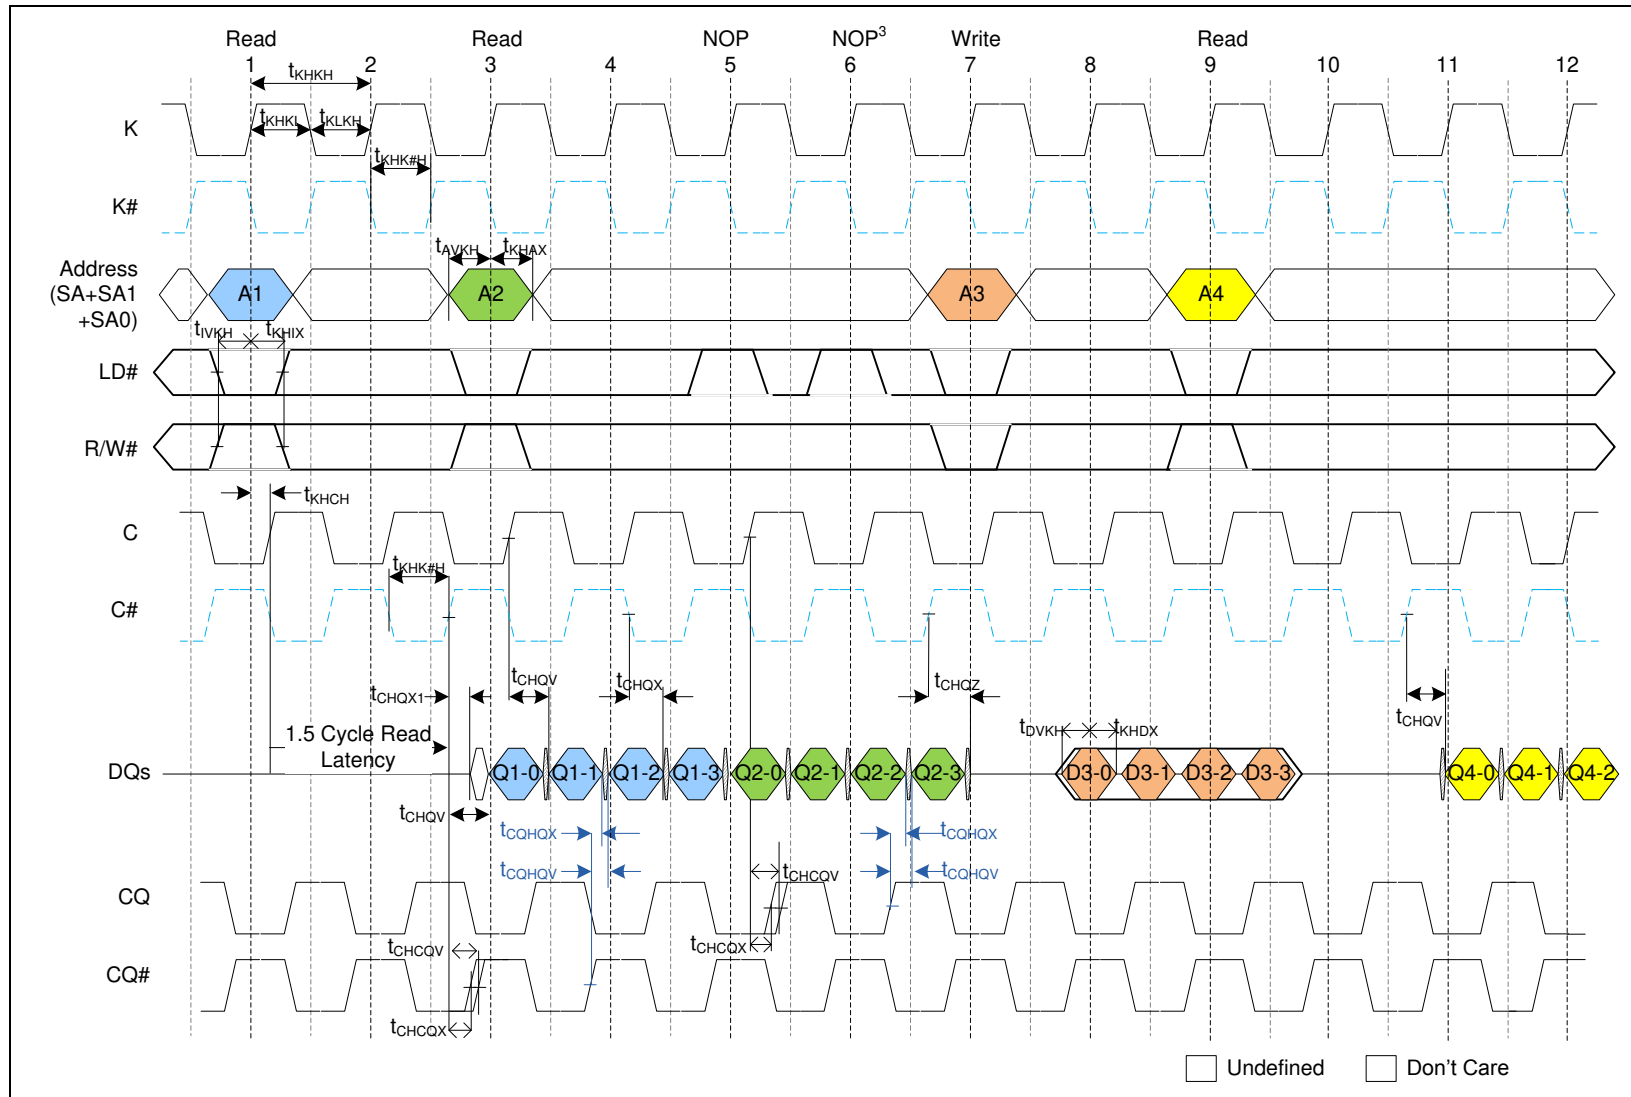 Read Read NOP NOP3 Write Read
1 2 3 4 5 6 7 8 9 10 11 12
tKHKH
K
tKHKL tKLKH
tKHK#H
K#
tAVKH tKHAX
Address
(SA+SA1
+SA0)
A1 A2 A3 A4
tIVKH tKHIX
LD#
R/W#
tKHCH
C
tKHK#H
C#
tCHQX1 tCHQV tCHQX tCHQZ tCHQV
1.5 Cycle Read
Latency
tDVKH tKHDX
DQs
Q1-0 Q1-1 Q1-2 Q1-3 Q2-0 Q2-1 Q2-2 Q2-3 D3-0 D3-1 D3-2 D3-3 Q4-0 Q4-1 Q4-2
tCHQV
tCQHQX tCQHQX
tCQHQV tCHCQV tCQHQV
CQ
tCHCQV tCHCQX
CQ#
tCHCQX
Undefined Don't Care